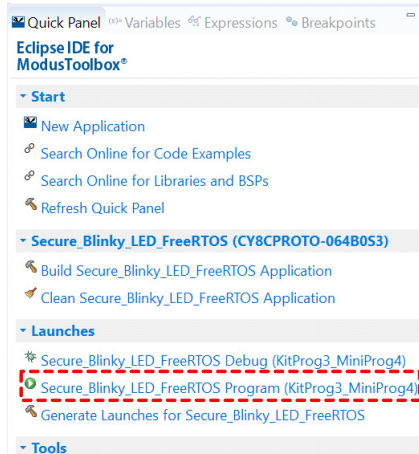 Quick Panel (x)= Variables Expressions Breakpoints
Eclipse IDE for
ModusToolbox®
Start
New Application
Search Online for Code Examples
Search Online for Libraries and BSPs
Refresh Quick Panel
Secure_Blinky_LED_FreeRTOS (CY8CPROTO-064B0S3)
Build Secure_Blinky_LED_FreeRTOS Application
Clean Secure_Blinky_LED_FreeRTOS Application
Launches
Secure_Blinky_LED_FreeRTOS Debug (KitProg3_MiniProg4)
Secure_Blinky_LED_FreeRTOS Program (KitProg3_MiniProg4)
Generate Launches for Secure_Blinky_LED_FreeRTOS
Tools